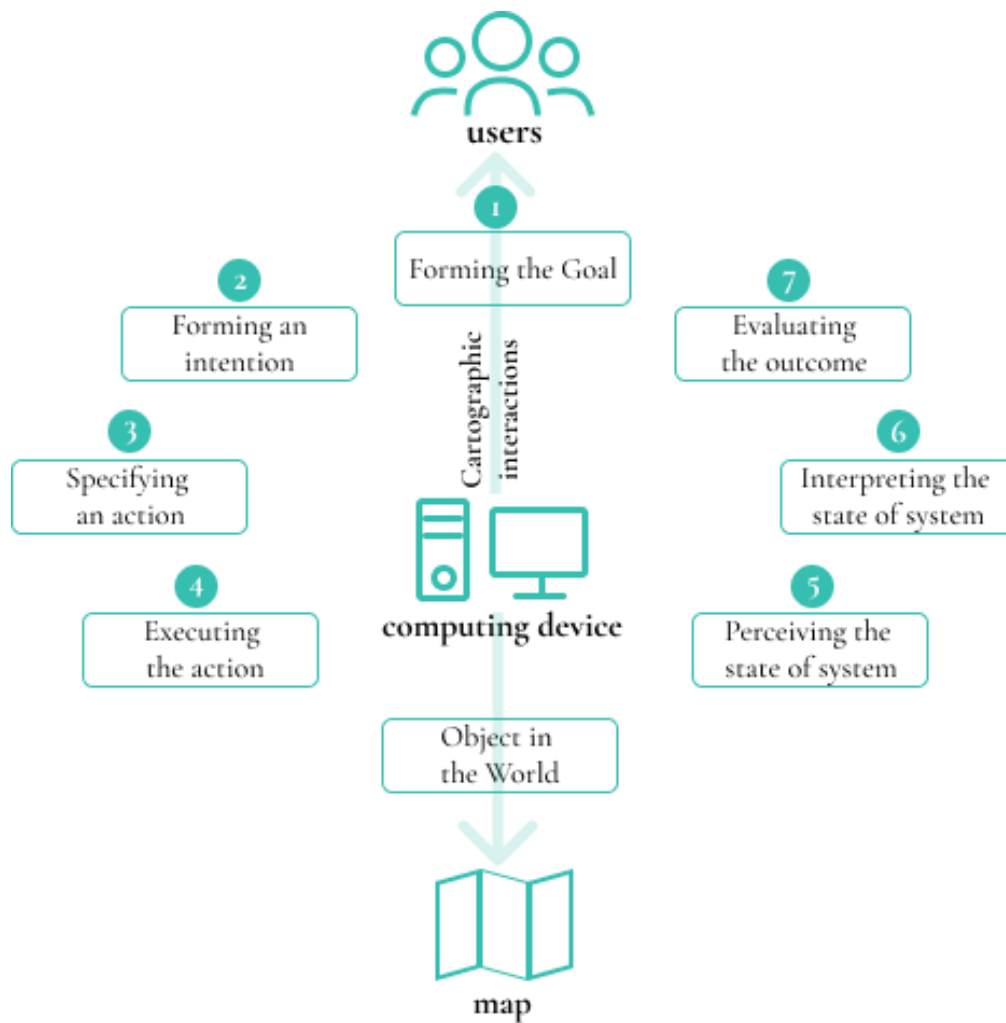 users
1
Forming the Goal
2
Forming an
intention
7
Evaluating
the outcome
Cartographic
interactions
3
Specifying
an action
6
Interpreting the
state of system
4
Executing
the action
computing device
5
Perceiving the
state of system
Object in
the World
map